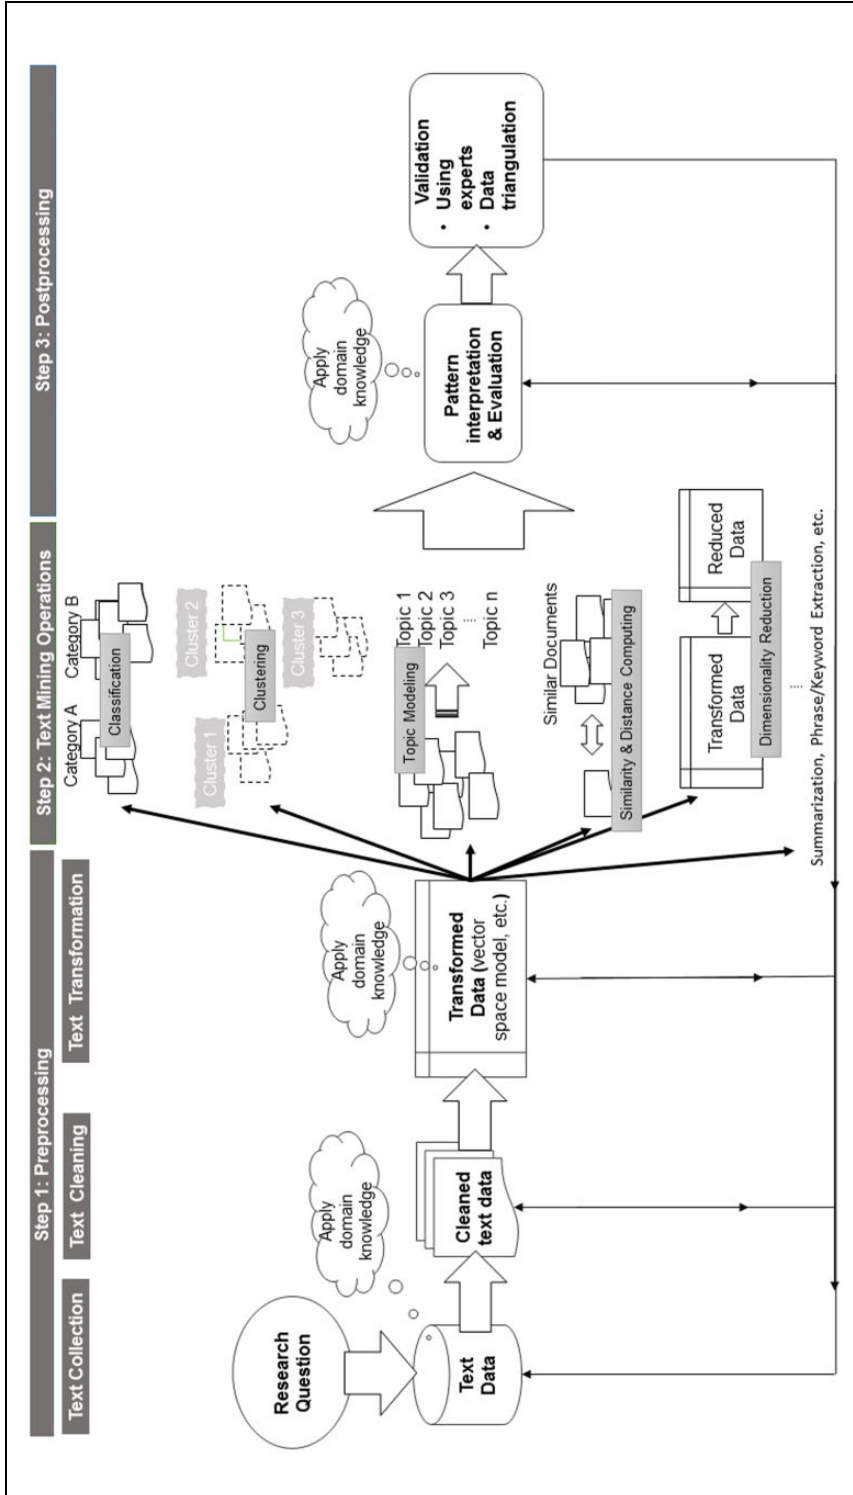 Step 1: Preprocessing
Step 2: Text Mining Operations
Step 3: Postprocessing
Text Collection
Text Cleaning
Text Transformation
Research
Question
Text
Data
Apply
domain
knowledge
Cleaned
text data
Apply
domain
knowledge
Transformed
Data (vector
space model, etc.)
Category A
Category B
Classification
Cluster 1
Cluster 2
Clustering
Cluster 3
Topic Modeling
Topic 1
Topic 2
Topic 3
Topic n
Similar Documents
Similarity & Distance Computing
Transformed
Data
Reduced
Data
Dimensionality Reduction
Summarization, Phrase/Keyword Extraction, etc.
Apply
domain
knowledge
Pattern
interpretation
& Evaluation
Validation
• Using
experts
• Data
triangulation